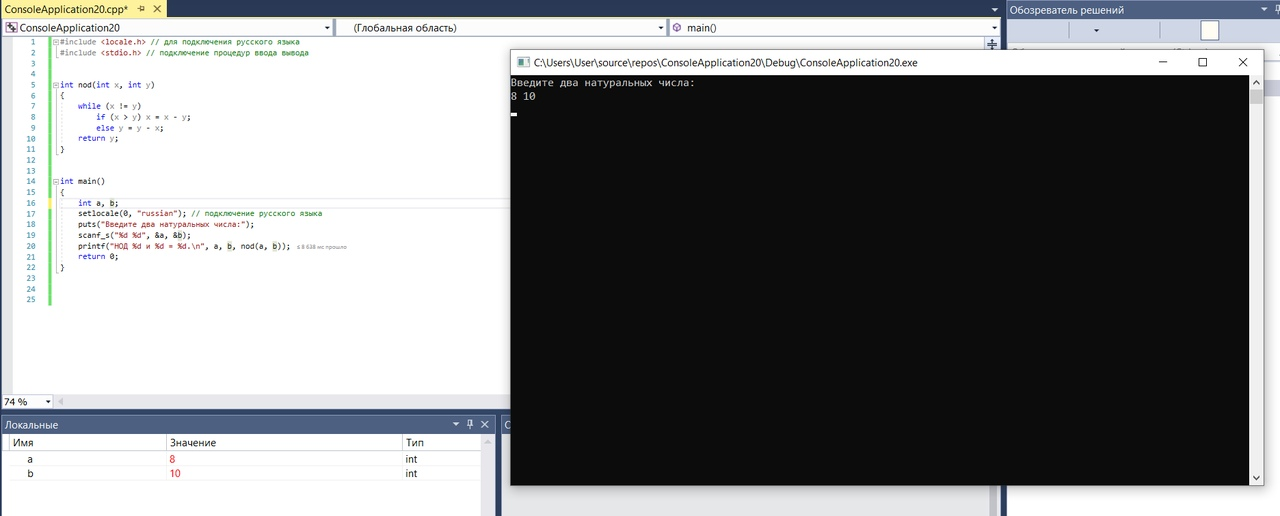 ConsoleApplication20.cpp*
Обозреватель решений
ConsoleApplication20
(Глобальная область)
main()
1 #include <locale.h> // для подключения русского языка
2 #include <stdio.h> // подключение процедур ввода вывода
3
4
5 int nod(int x, int y)
6 {
7 while (x != y)
8 if (x > y) x = x - y;
9 else y = y - x;
10 return y;
11 }
12
13
14 int main()
15 {
16 int a, b;
17 setlocale(0, "russian"); // подключение русского языка
18 puts("Введите два натуральных числа:");
19 scanf_s("%d %d", &a, &b);
20 printf("НОД %d и %d = %d.\n", a, b, nod(a, b)); ≤ 8 638 мс прошло
21 return 0;
22 }
23
24
25
74 %
C:\Users\User\source\repos\ConsoleApplication20\Debug\ConsoleApplication20.exe
Введите два натуральных числа:
8 10
Локальные
Имя Значение Тип
a 8 int
b 10 int